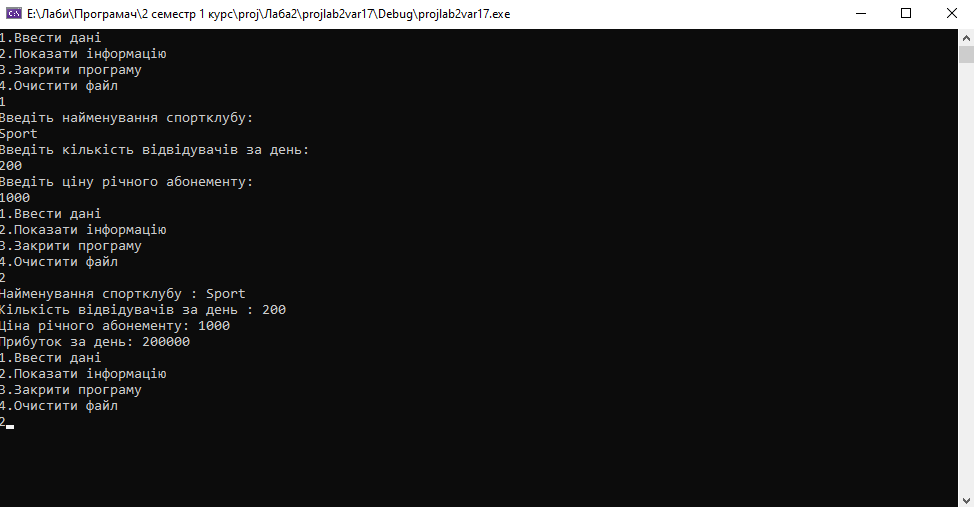 E:\Лаби\Програмач\2 семестр 1 курс\proj\Лаба2\projlab2var17\Debug\projlab2var17.exe
1.Ввести дані
2.Показати інформацію
3.Закрити програму
4.Очистити файл
1
Введіть найменування спортклубу:
Sport
Введіть кількість відвідувачів за день:
200
Введіть ціну річного абонементу:
1000
1.Ввести дані
2.Показати інформацію
3.Закрити програму
4.Очистити файл
2
Найменування спортклубу : Sport
Кількість відвідувачів за день : 200
Ціна річного абонементу: 1000
Прибуток за день: 200000
1.Ввести дані
2.Показати інформацію
3.Закрити програму
4.Очистити файл
2